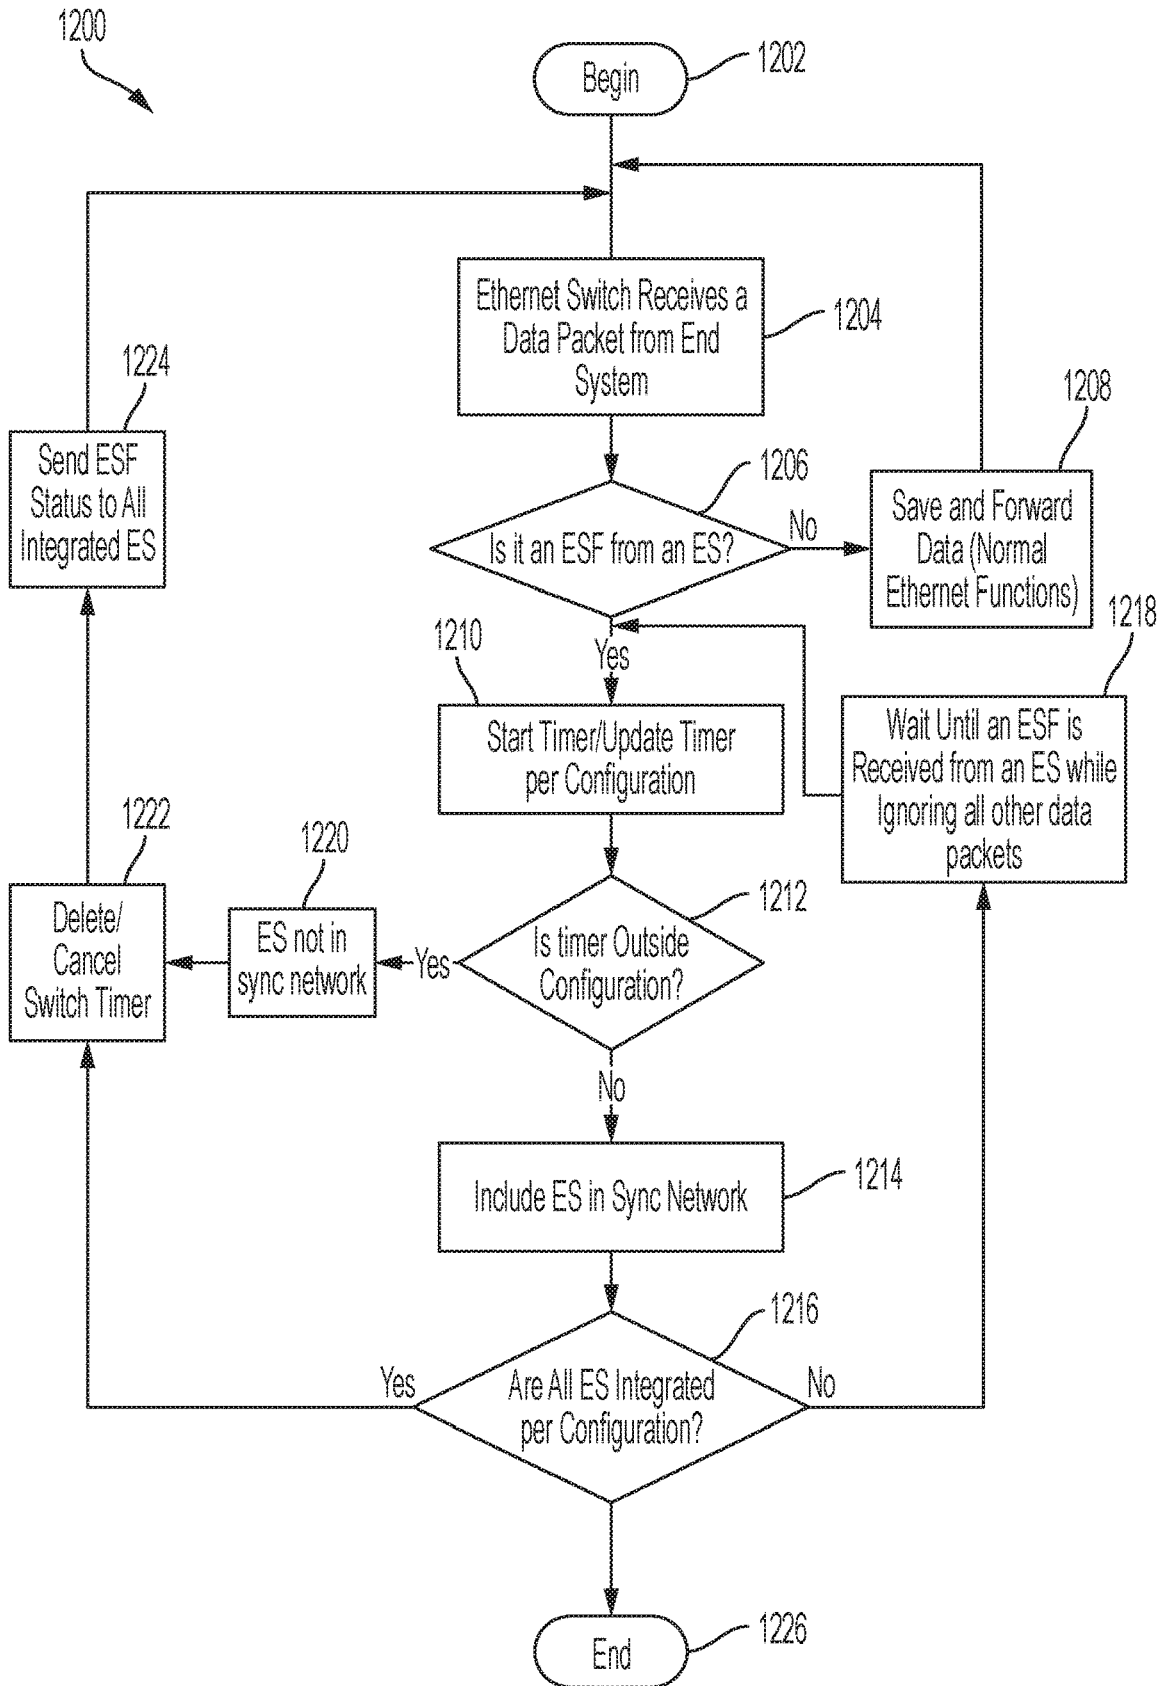 1200
Begin
1202
Ethernet Switch Receives a
Data Packet from End
System
1204
1224
Send ESF
Status to All
Integrated ES
1206
Is it an ESF from an ES?
No
1208
Save and Forward
Data (Normal
Ethernet Functions)
Yes
1210
Start Timer/Update Timer
per Configuration
1218
Wait Until an ESF is
Received from an ES while
Ignoring all other data
packets
1222
Delete/
Cancel
Switch Timer
1220
ES not in
sync network
Yes
1212
Is timer Outside
Configuration?
No
Include ES in Sync Network
1214
1216
Yes
Are All ES Integrated
per Configuration?
No
End
1226